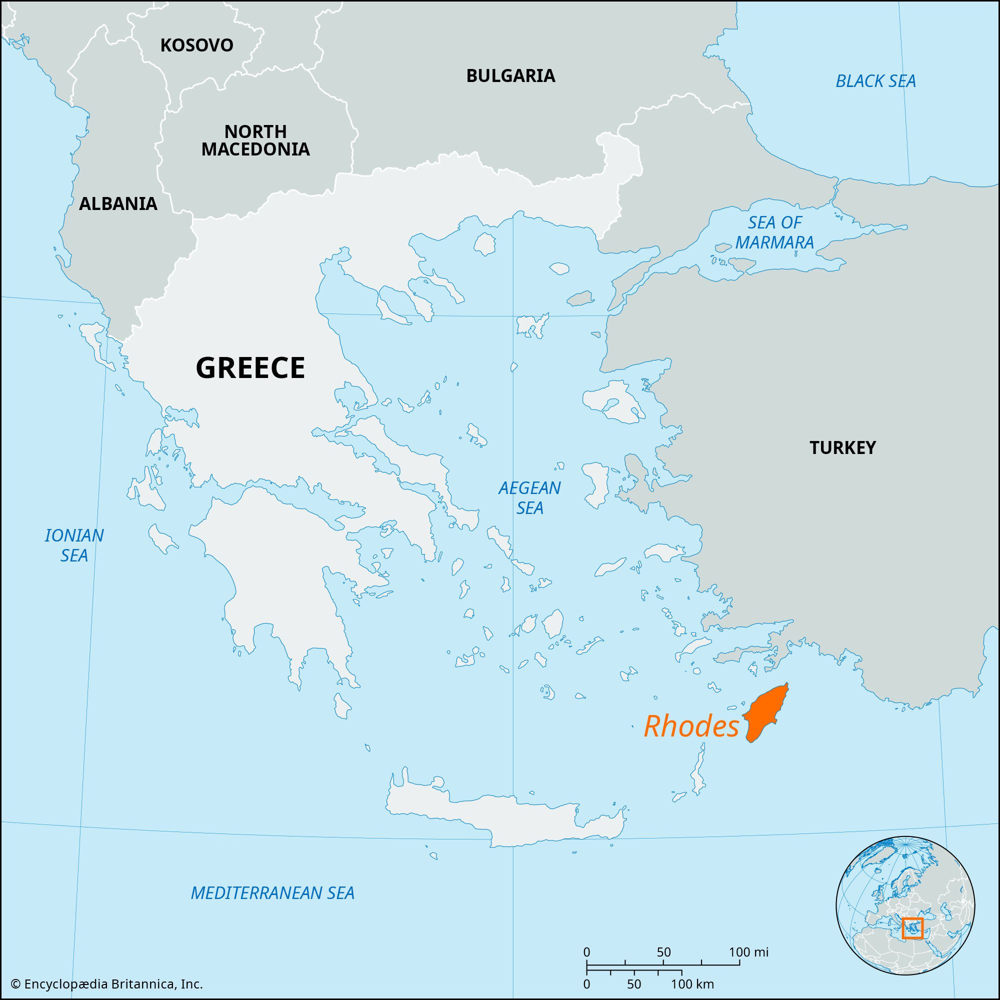 KOSOVO
BULGARIA
BLACK SEA
NORTH
MACEDONIA
ALBANIA
SEA OF
MARMARA
GREECE
TURKEY
AEGEAN
SEA
IONIAN
SEA
Rhodes
MEDITERRANEAN SEA
0 50 100 mi
0 50 100 km
© Encyclopædia Britannica, Inc.